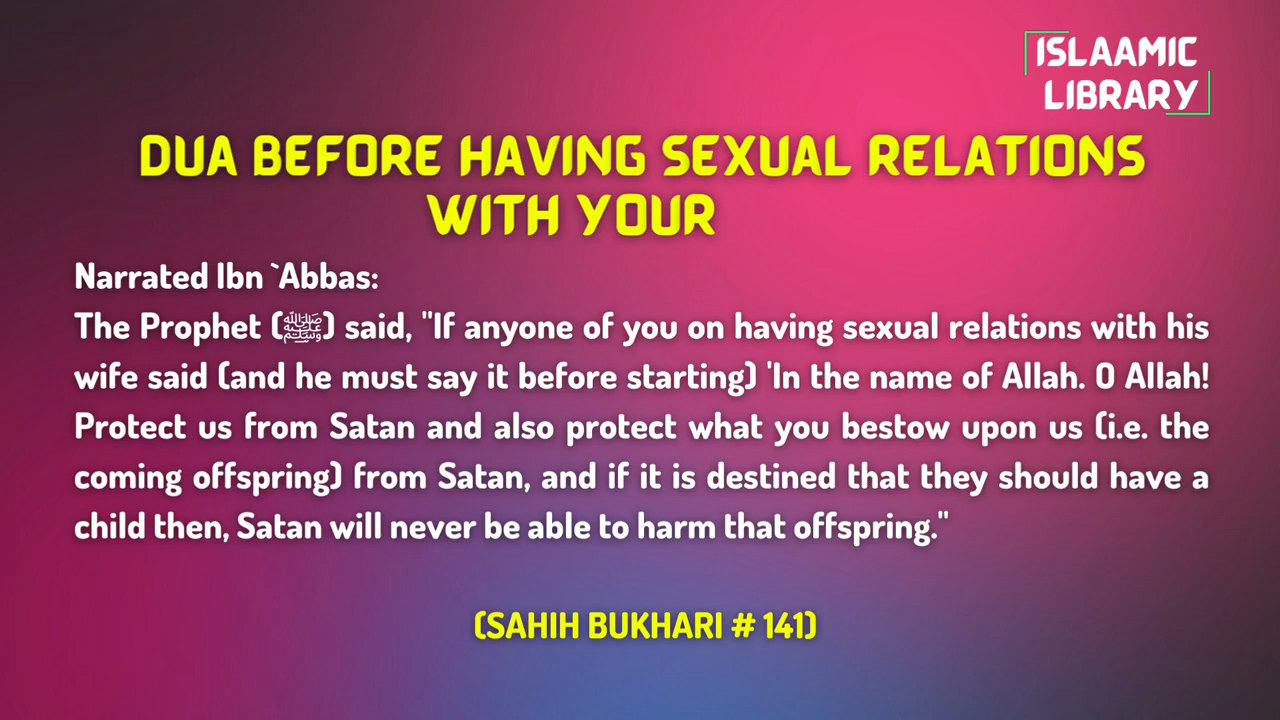 ISLAAMIC
LIBRARY
DUA BEFORE HAVING SEXUAL RELATIONS
WITH YOUR
Narrated Ibn `Abbas:
The Prophet (ﷺ) said, "If anyone of you on having sexual relations with his
wife said (and he must say it before starting) 'In the name of Allah. O Allah!
Protect us from Satan and also protect what you bestow upon us (i.e. the
coming offspring) from Satan, and if it is destined that they should have a
child then, Satan will never be able to harm that offspring."
(SAHIH BUKHARI # 141)